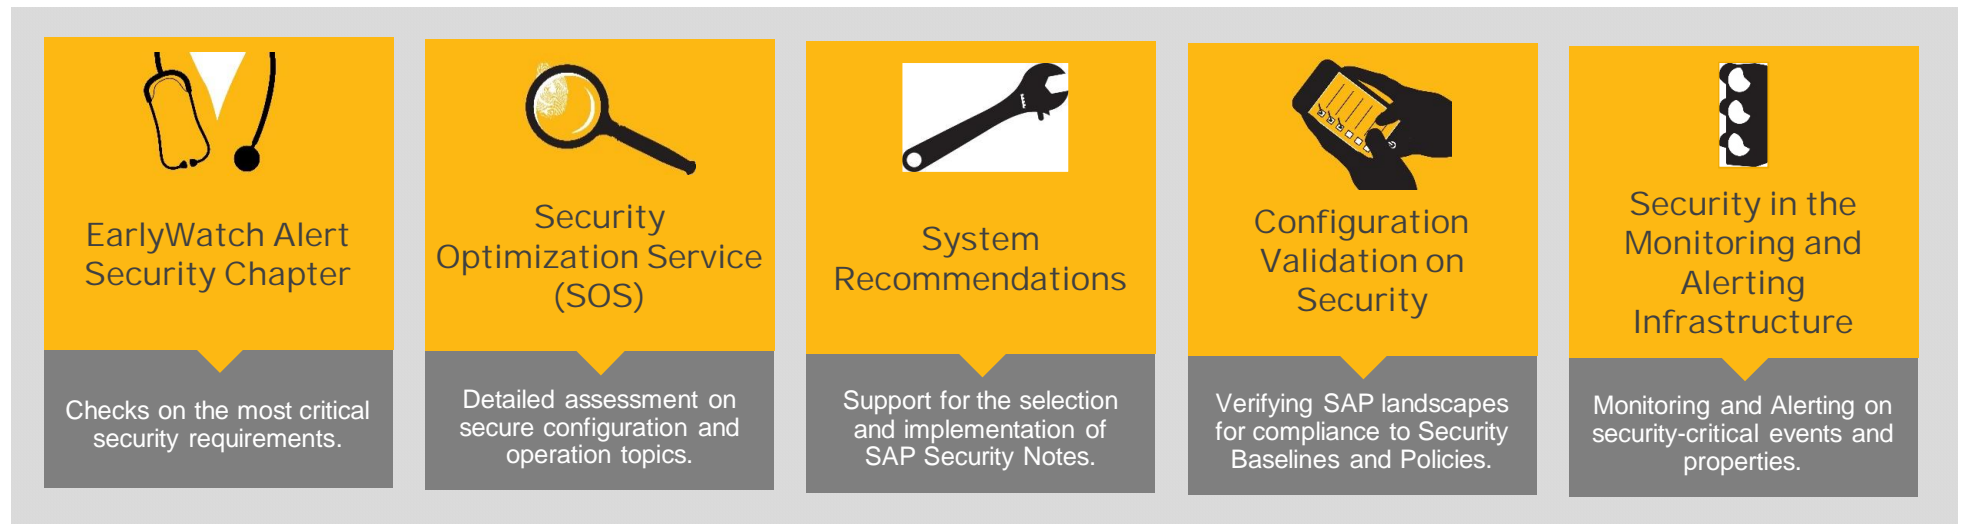 EarlyWatch Alert
Security Chapter
Checks on the most critical
security requirements.
Security
Optimization Service
(SOS)
Detailed assessment on
secure configuration and
operation topics.
System
Recommendations
Support for the selection
and implementation of
SAP Security Notes.
Configuration
Validation on
Security
Verifying SAP landscapes
for compliance to Security
Baselines and Policies.
Security in the
Monitoring and
Alerting
Infrastructure
Monitoring and Alerting on
security-critical events and
properties.